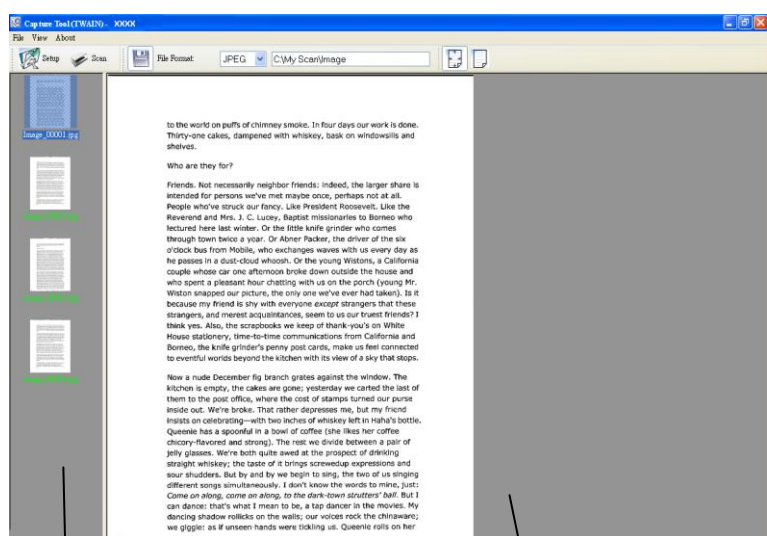 Capture Tool(TWAIN) - XXXX
File View About
Setup Scan File Format: JPEG C:\My Scan\Image
Image_00001.jpg
to the world on puffs of chimney smoke. In four days our work is done.
Thirty-one cakes, dampened with whiskey, bask on windowsills and
shelves.
Who are they for?
Friends. Not necessarily neighbor friends: indeed, the larger share is
intended for persons we've met maybe once, perhaps not at all.
People who've struck our fancy. Like President Roosevelt. Like the
Reverend and Mrs. J. C. Lucey, Baptist missionaries to Borneo who
lectured here last winter. Or the little knife grinder who comes
through town twice a year. Or Abner Packer, the driver of the six
o'clock bus from Mobile, who exchanges waves with us every day as
he passes in a dust-cloud whoosh. Or the young Wistons, a California
couple whose car one afternoon broke down outside the house and
who spent a pleasant hour chatting with us on the porch (young Mr.
Wiston snapped our picture, the only one we've ever had taken). Is it
because my friend is shy with everyone except strangers that these
strangers, and merest acquaintances, seem to us our truest friends? I
think yes. Also, the scrapbooks we keep of thank-you's on White
House stationery, time-to-time communications from California and
Borneo, the knife grinder's penny post cards, make us feel connected
to eventful worlds beyond the kitchen with its view of a sky that stops.
Now a nude December fig branch grates against the window. The
kitchen is empty, the cakes are gone; yesterday we carted the last of
them to the post office, where the cost of stamps turned our purse
inside out. We're broke. That rather depresses me, but my friend
insists on celebrating—with two inches of whiskey left in Haha's bottle.
Queenie has a spoonful in a bowl of coffee (she likes her coffee
chicory-flavored and strong). The rest we divide between a pair of
jelly glasses. We're both quite awed at the prospect of drinking
straight whiskey; the taste of it brings screwedup expressions and
sour shudders. But by and by we begin to sing, the two of us singing
different songs simultaneously. I don't know the words to mine, just:
Come on along, come on along, to the dark-town strutters' ball. But I
can dance: that's what I mean to be, a tap dancer in the movies. My
dancing shadow rollicks on the walls; our voices rock the chinaware;
we giggle: as if unseen hands were tickling us. Queenie rolls on her